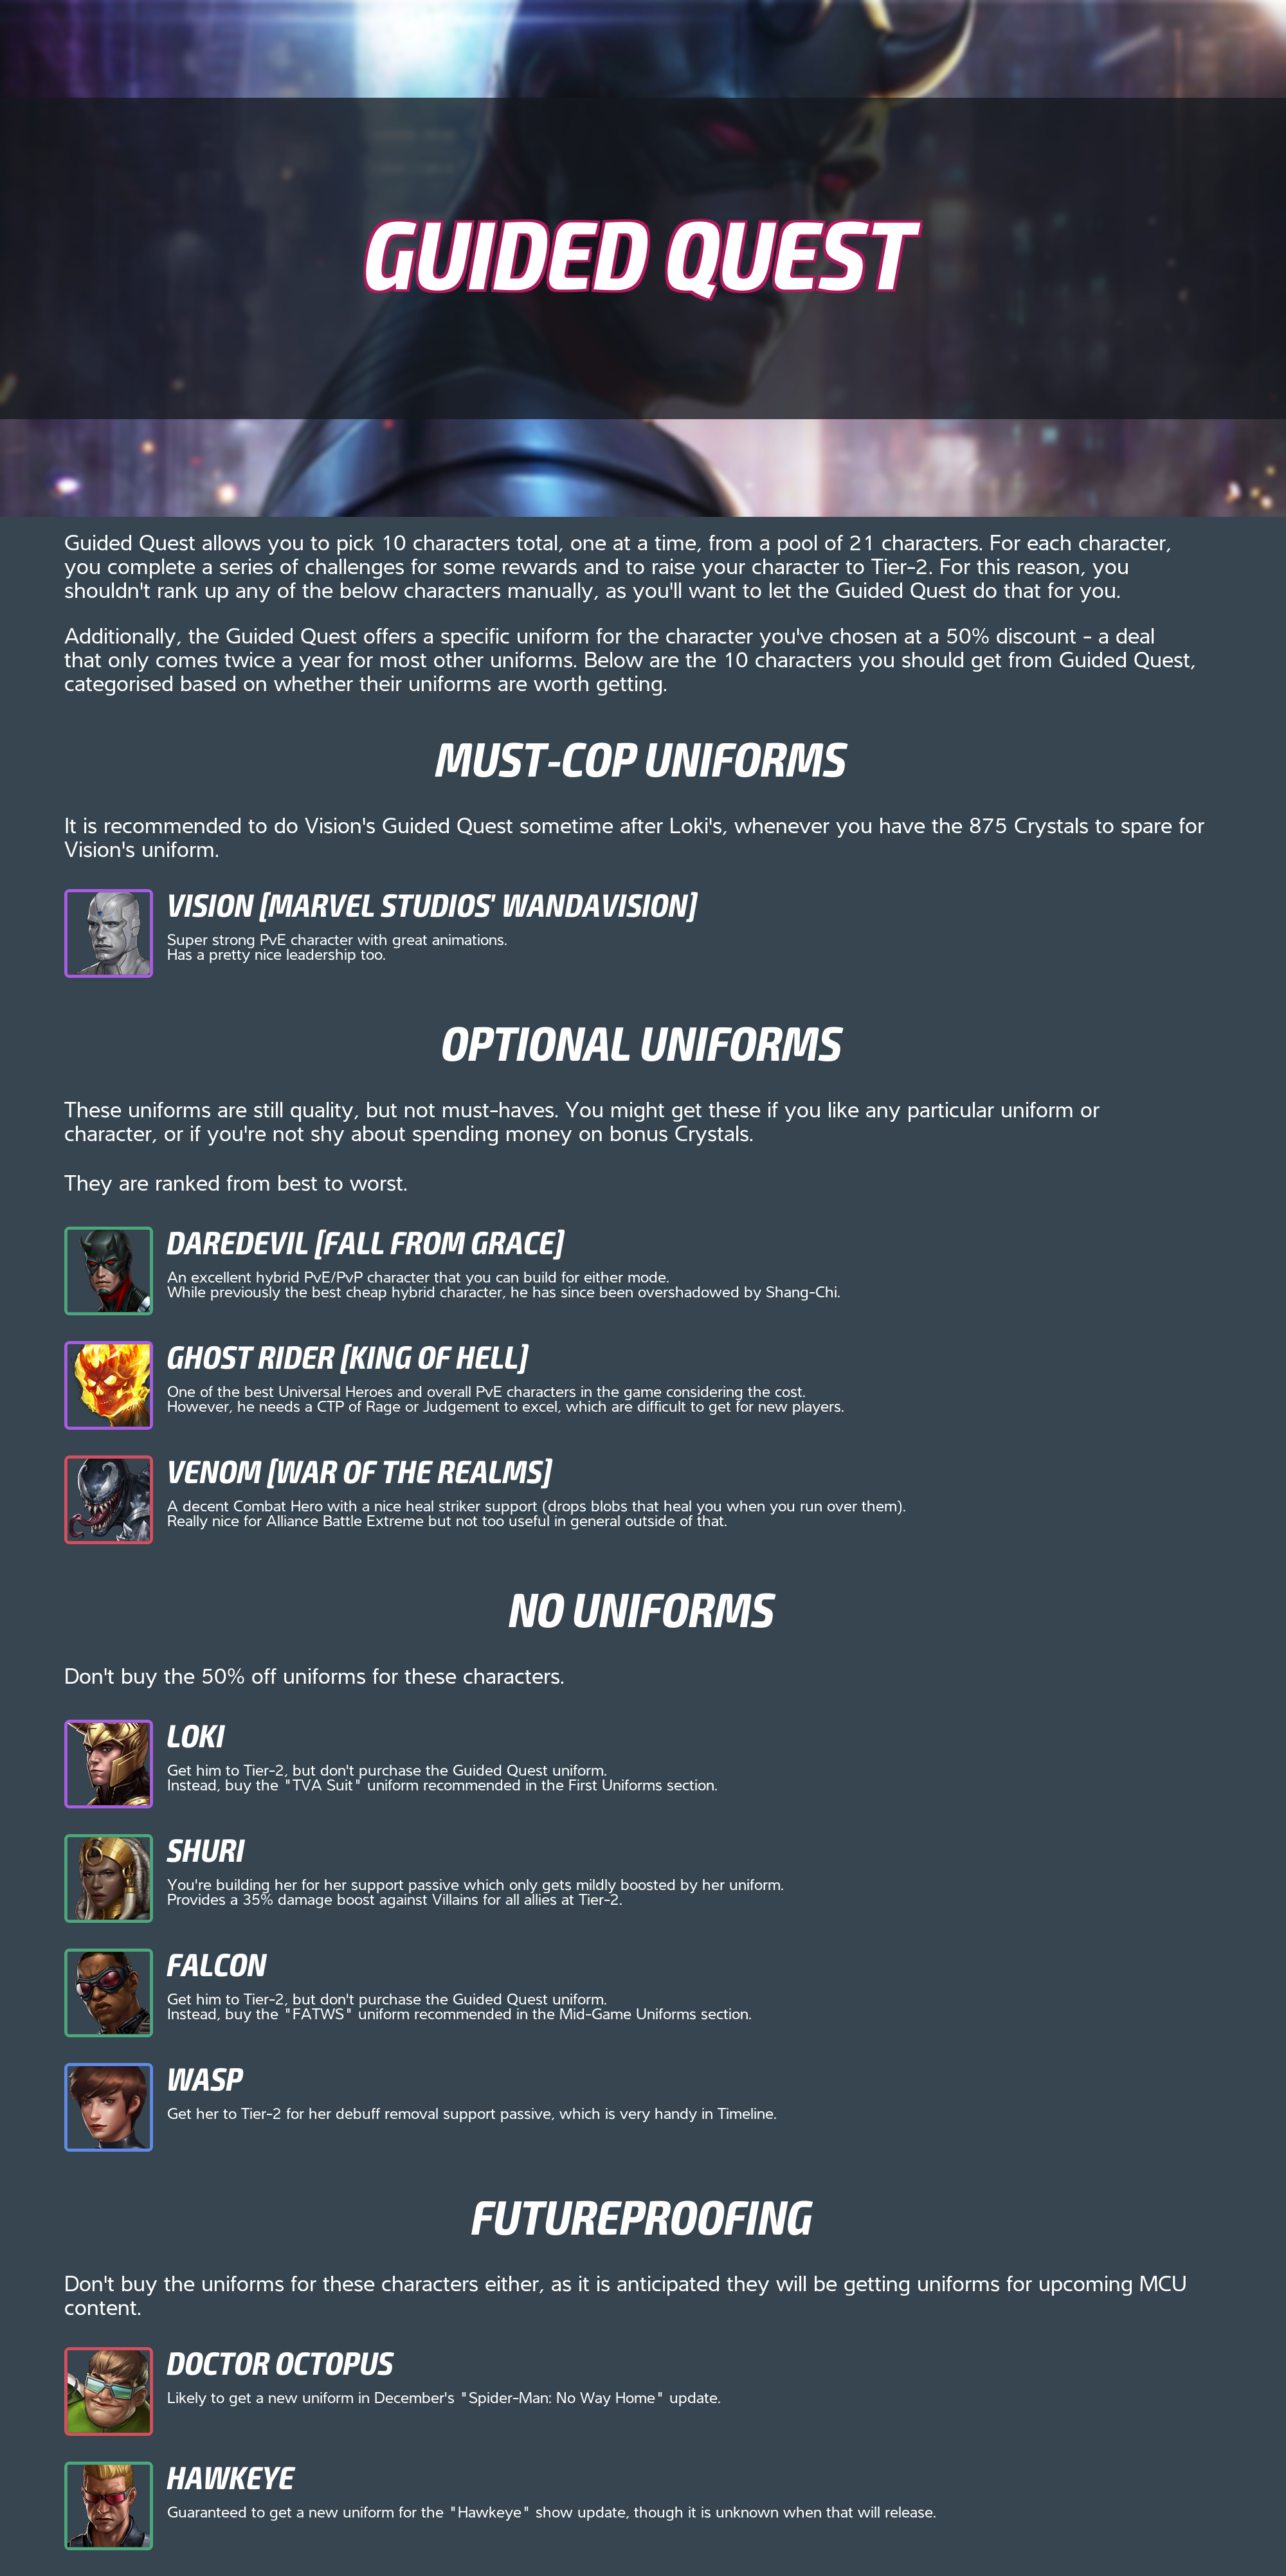 GUIDED QUEST
Guided Quest allows you to pick 10 characters total, one at a time, from a pool of 21 characters. For each character,
you complete a series of challenges for some rewards and to raise your character to Tier-2. For this reason, you
shouldn't rank up any of the below characters manually, as you'll want to let the Guided Quest do that for you.
Additionally, the Guided Quest offers a specific uniform for the character you've chosen at a 50% discount - a deal
that only comes twice a year for most other uniforms. Below are the 10 characters you should get from Guided Quest,
categorised based on whether their uniforms are worth getting.
MUST-COP UNIFORMS
It is recommended to do Vision's Guided Quest sometime after Loki's, whenever you have the 875 Crystals to spare for
Vision's uniform.
VISION [MARVEL STUDIOS' WANDAVISION]
Super strong PvE character with great animations.
Has a pretty nice leadership too.
OPTIONAL UNIFORMS
These uniforms are still quality, but not must-haves. You might get these if you like any particular uniform or
character, or if you're not shy about spending money on bonus Crystals.
They are ranked from best to worst.
DAREDEVIL [FALL FROM GRACE]
An excellent hybrid PvE/PvP character that you can build for either mode.
While previously the best cheap hybrid character, he has since been overshadowed by Shang-Chi.
GHOST RIDER [KING OF HELL]
One of the best Universal Heroes and overall PvE characters in the game considering the cost.
However, he needs a CTP of Rage or Judgement to excel, which are difficult to get for new players.
VENOM [WAR OF THE REALMS]
A decent Combat Hero with a nice heal striker support (drops blobs that heal you when you run over them).
Really nice for Alliance Battle Extreme but not too useful in general outside of that.
NO UNIFORMS
Don't buy the 50% off uniforms for these characters.
LOKI
Get him to Tier-2, but don't purchase the Guided Quest uniform.
Instead, buy the "TVA Suit" uniform recommended in the First Uniforms section.
SHURI
You're building her for her support passive which only gets mildly boosted by her uniform.
Provides a 35% damage boost against Villains for all allies at Tier-2.
FALCON
Get him to Tier-2, but don't purchase the Guided Quest uniform.
Instead, buy the "FATWS" uniform recommended in the Mid-Game Uniforms section.
WASP
Get her to Tier-2 for her debuff removal support passive, which is very handy in Timeline.
FUTUREPROOFING
Don't buy the uniforms for these characters either, as it is anticipated they will be getting uniforms for upcoming MCU
content.
DOCTOR OCTOPUS
Likely to get a new uniform in December's "Spider-Man: No Way Home" update.
HAWKEYE
Guaranteed to get a new uniform for the "Hawkeye" show update, though it is unknown when that will release.